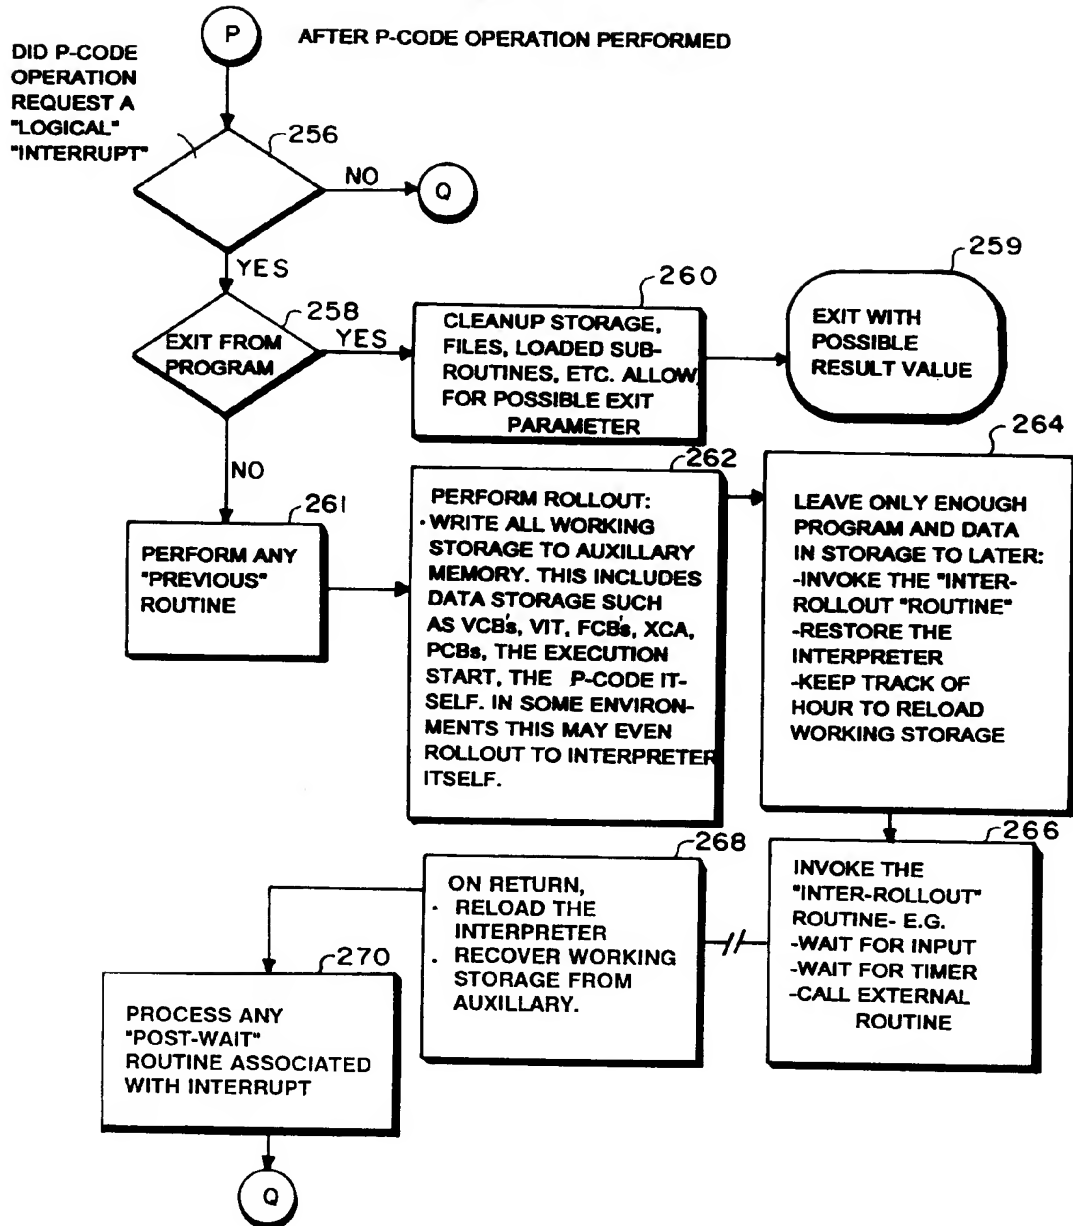 P
AFTER P-CODE OPERATION PERFORMED
DID P-CODE
OPERATION
REQUEST A
"LOGICAL"
"INTERRUPT"
256
NO
Q
YES
258
EXIT FROM
PROGRAM
YES
260
CLEANUP STORAGE,
FILES, LOADED SUB-
ROUTINES, ETC. ALLOW
FOR POSSIBLE EXIT
PARAMETER
259
EXIT WITH
POSSIBLE
RESULT VALUE
NO
261
PERFORM ANY
"PREVIOUS"
ROUTINE
262
PERFORM ROLLOUT:
· WRITE ALL WORKING
STORAGE TO AUXILLARY
MEMORY. THIS INCLUDES
DATA STORAGE SUCH
AS VCB's, VIT, FCB's, XCA,
PCBs, THE EXECUTION
START, THE P-CODE IT-
SELF. IN SOME ENVIRON-
MENTS THIS MAY EVEN
ROLLOUT TO INTERPRETER
ITSELF.
264
LEAVE ONLY ENOUGH
PROGRAM AND DATA
IN STORAGE TO LATER:
-INVOKE THE "INTER-
ROLLOUT "ROUTINE"
-RESTORE THE
INTERPRETER
-KEEP TRACK OF
HOUR TO RELOAD
WORKING STORAGE
266
INVOKE THE
"INTER-ROLLOUT"
ROUTINE- E.G.
-WAIT FOR INPUT
-WAIT FOR TIMER
-CALL EXTERNAL
ROUTINE
268
ON RETURN,
· RELOAD THE
INTERPRETER
· RECOVER WORKING
STORAGE FROM
AUXILLARY.
270
PROCESS ANY
"POST-WAIT"
ROUTINE ASSOCIATED
WITH INTERRUPT
Q